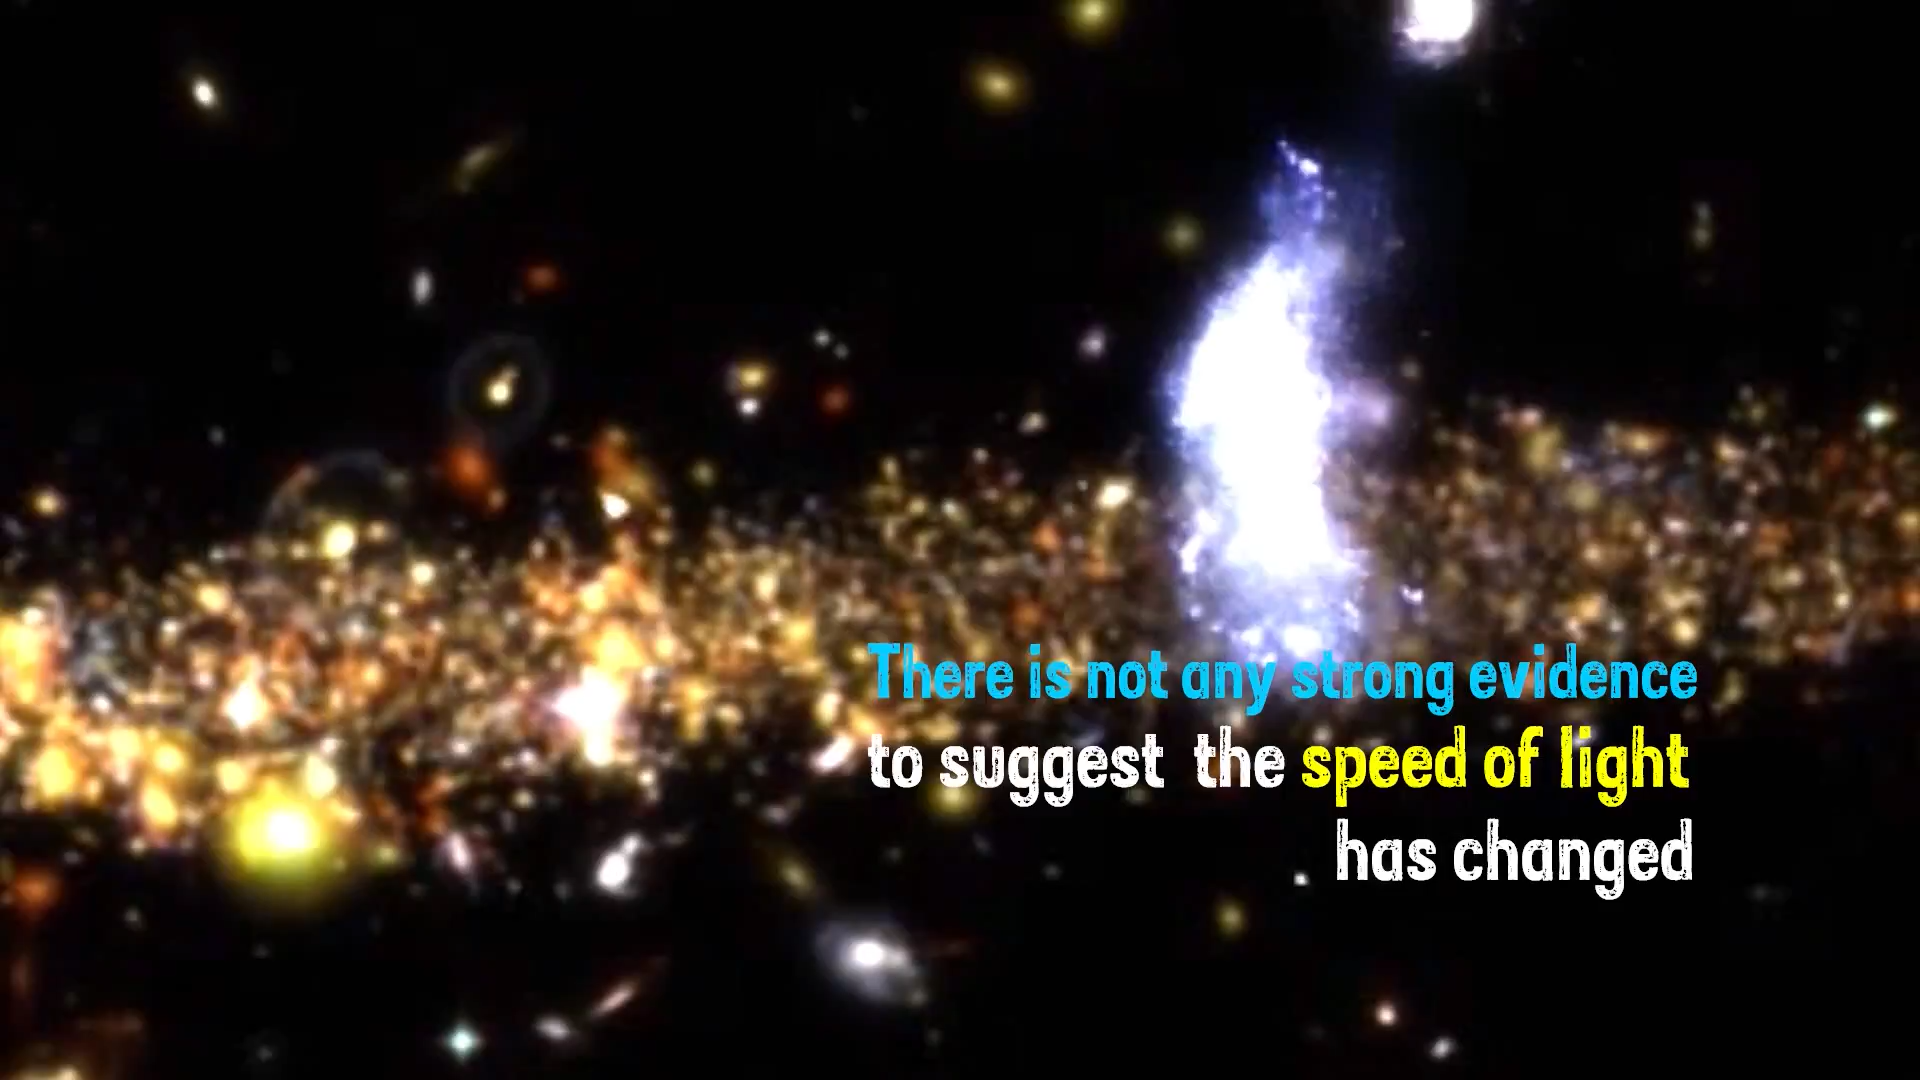 There is not any strong evidence
to suggest the speed of light
has changed